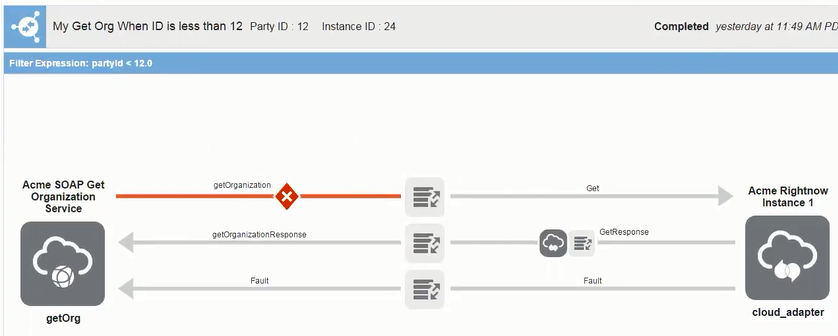 My Get Org When ID is less than 12 Party ID : 12 Instance ID : 24 Completed yesterday at 11:49 AM PD
Filter Expression: partyId < 12.0
Acme SOAP Get
Organization
Service
getOrganization
Get
Acme Rightnow
Instance 1
getOrganizationResponse
GetResponse
Fault
Fault
getOrg
cloud_adapter